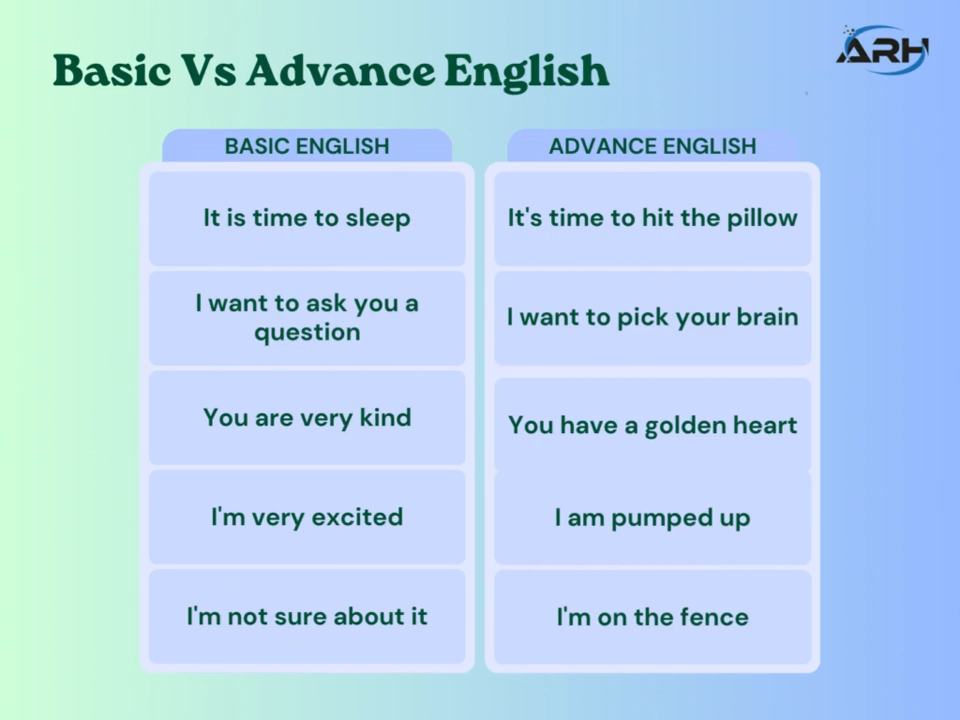 Basic Vs Advance English
ARH
BASIC ENGLISH
ADVANCE ENGLISH
It is time to sleep
It's time to hit the pillow
I want to ask you a
question
I want to pick your brain
You are very kind
You have a golden heart
I'm very excited
I am pumped up
I'm not sure about it
I'm on the fence